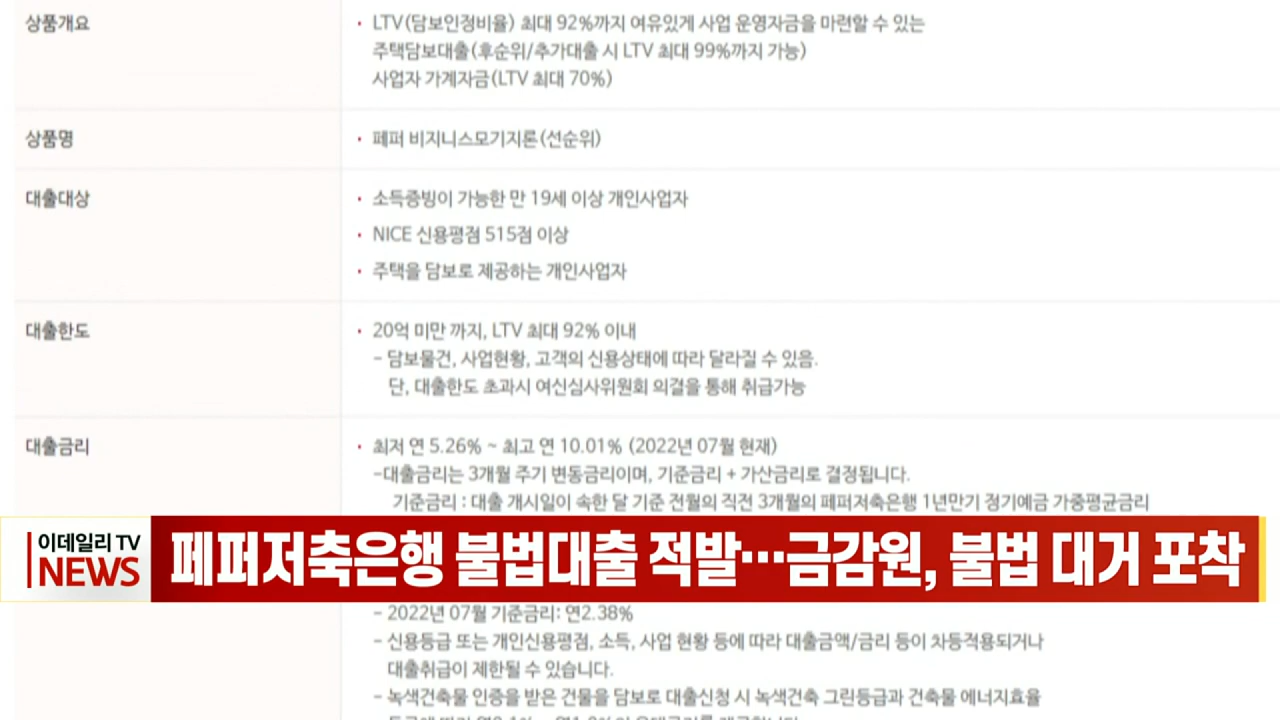 상품개요
· LTV(담보인정비율) 최대 92%까지 여유있게 사업 운영자금을 마련할 수 있는
주택담보대출(후순위/추가대출 시 LTV 최대 99%까지 가능)
사업자 가계자금(LTV 최대 70%)
상품명
· 페퍼 비지니스모기지론(선순위)
대출대상
· 소득증빙이 가능한 만 19세 이상 개인사업자
· NICE 신용평점 515점 이상
· 주택을 담보로 제공하는 개인사업자
대출한도
· 20억 미만 까지, LTV 최대 92% 이내
- 담보물건, 사업현황, 고객의 신용상태에 따라 달라질 수 있음.
단, 대출한도 초과시 여신심사위원회 의결을 통해 취급가능
대출금리
· 최저 연 5.26% ~ 최고 연 10.01% (2022년 07월 현재)
-대출금리는 3개월 주기 변동금리이며, 기준금리 + 가산금리로 결정됩니다.
기준금리 : 대출 개시일이 속한 달 기준 전월의 직전 3개월의 페퍼저축은행 1년만기 정기예금 가중평균금리
이데일리 TV
NEWS
페퍼저축은행 불법대출 적발…금감원, 불법 대거 포착
- 2022년 07월 기준금리: 연2.38%
- 신용등급 또는 개인신용평점, 소득, 사업 현황 등에 따라 대출금액/금리 등이 차등적용되거나
대출취급이 제한될 수 있습니다.
- 녹색건축물 인증을 받은 건물을 담보로 대출신청 시 녹색건축 그린등급과 건축물 에너지효율